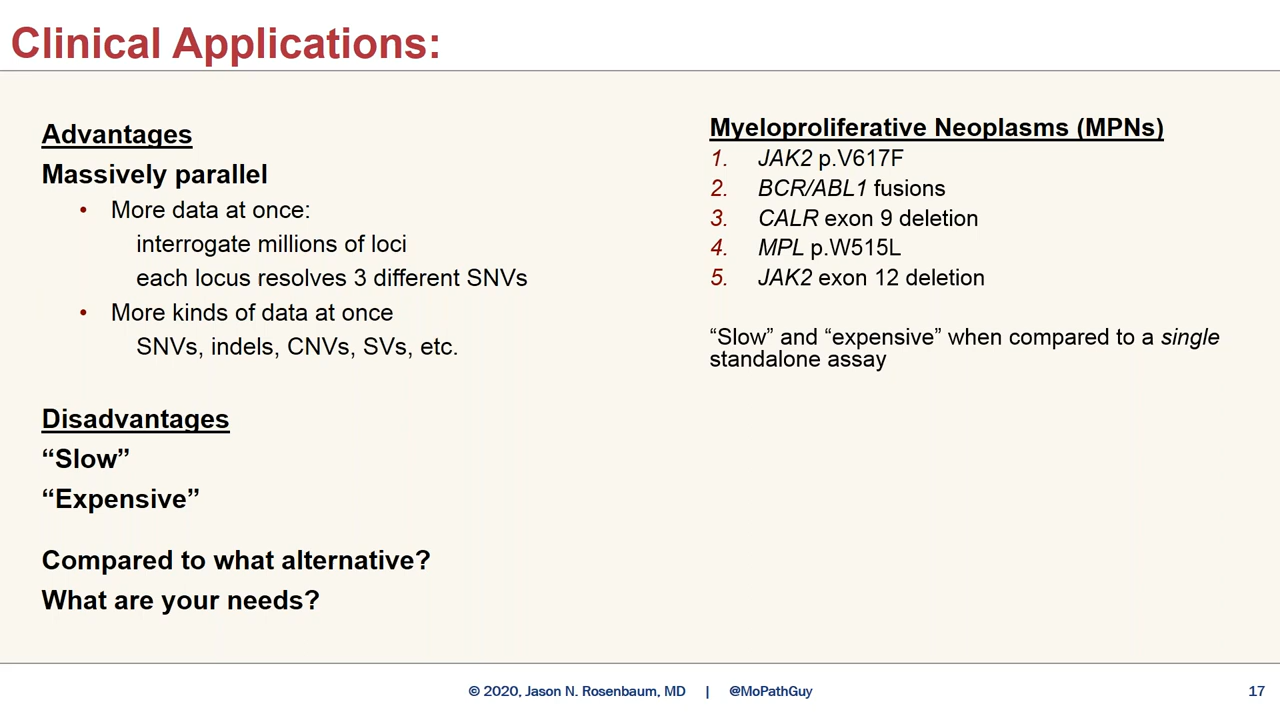 Clinical Applications:
Advantages
Massively parallel
• More data at once:
interrogate millions of loci
each locus resolves 3 different SNVs
• More kinds of data at once
SNVs, indels, CNVs, SVs, etc.
Disadvantages
“Slow”
“Expensive”
Compared to what alternative?
What are your needs?
Myeloproliferative Neoplasms (MPNs)
1. JAK2 p.V617F
2. BCR/ABL1 fusions
3. CALR exon 9 deletion
4. MPL p.W515L
5. JAK2 exon 12 deletion
“Slow” and “expensive” when compared to a single
standalone assay
© 2020, Jason N. Rosenbaum, MD | @MoPathGuy
17